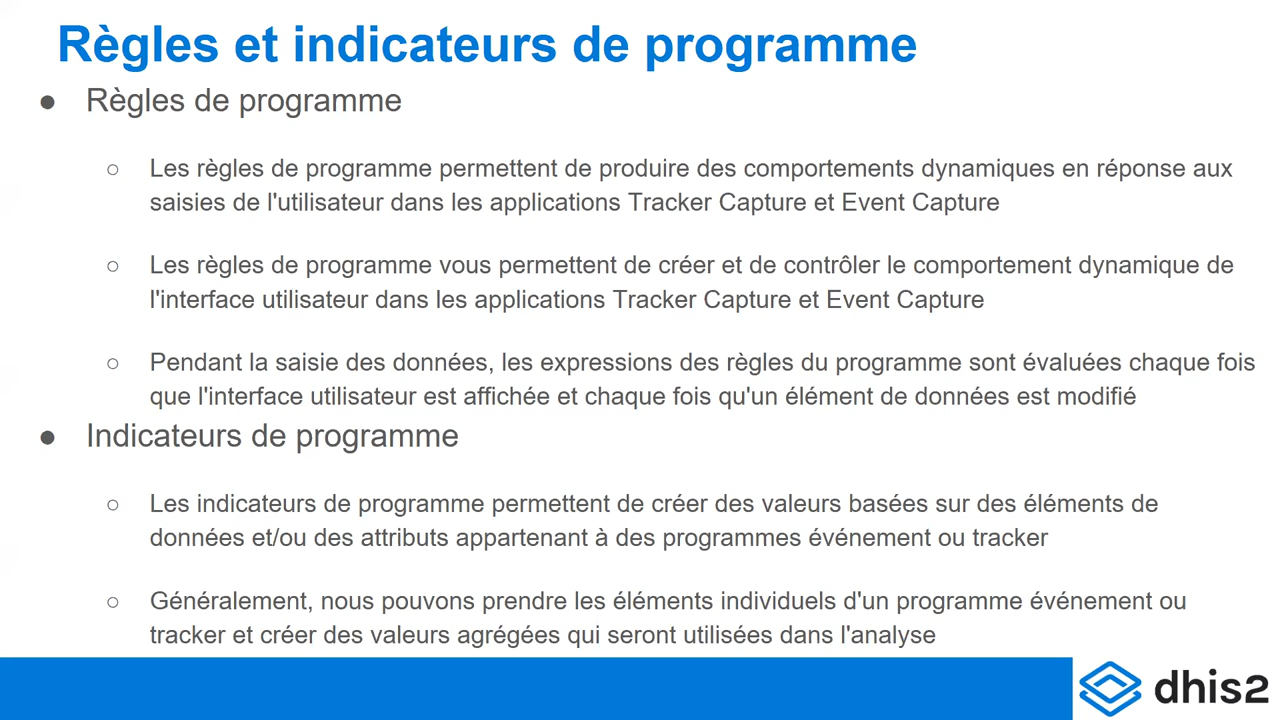 Règles et indicateurs de programme
● Règles de programme
○ Les règles de programme permettent de produire des comportements dynamiques en réponse aux
saisies de l'utilisateur dans les applications Tracker Capture et Event Capture
○ Les règles de programme vous permettent de créer et de contrôler le comportement dynamique de
l'interface utilisateur dans les applications Tracker Capture et Event Capture
○ Pendant la saisie des données, les expressions des règles du programme sont évaluées chaque fois
que l'interface utilisateur est affichée et chaque fois qu'un élément de données est modifié
● Indicateurs de programme
○ Les indicateurs de programme permettent de créer des valeurs basées sur des éléments de
données et/ou des attributs appartenant à des programmes événement ou tracker
○ Généralement, nous pouvons prendre les éléments individuels d'un programme événement ou
tracker et créer des valeurs agrégées qui seront utilisées dans l'analyse
dhis2